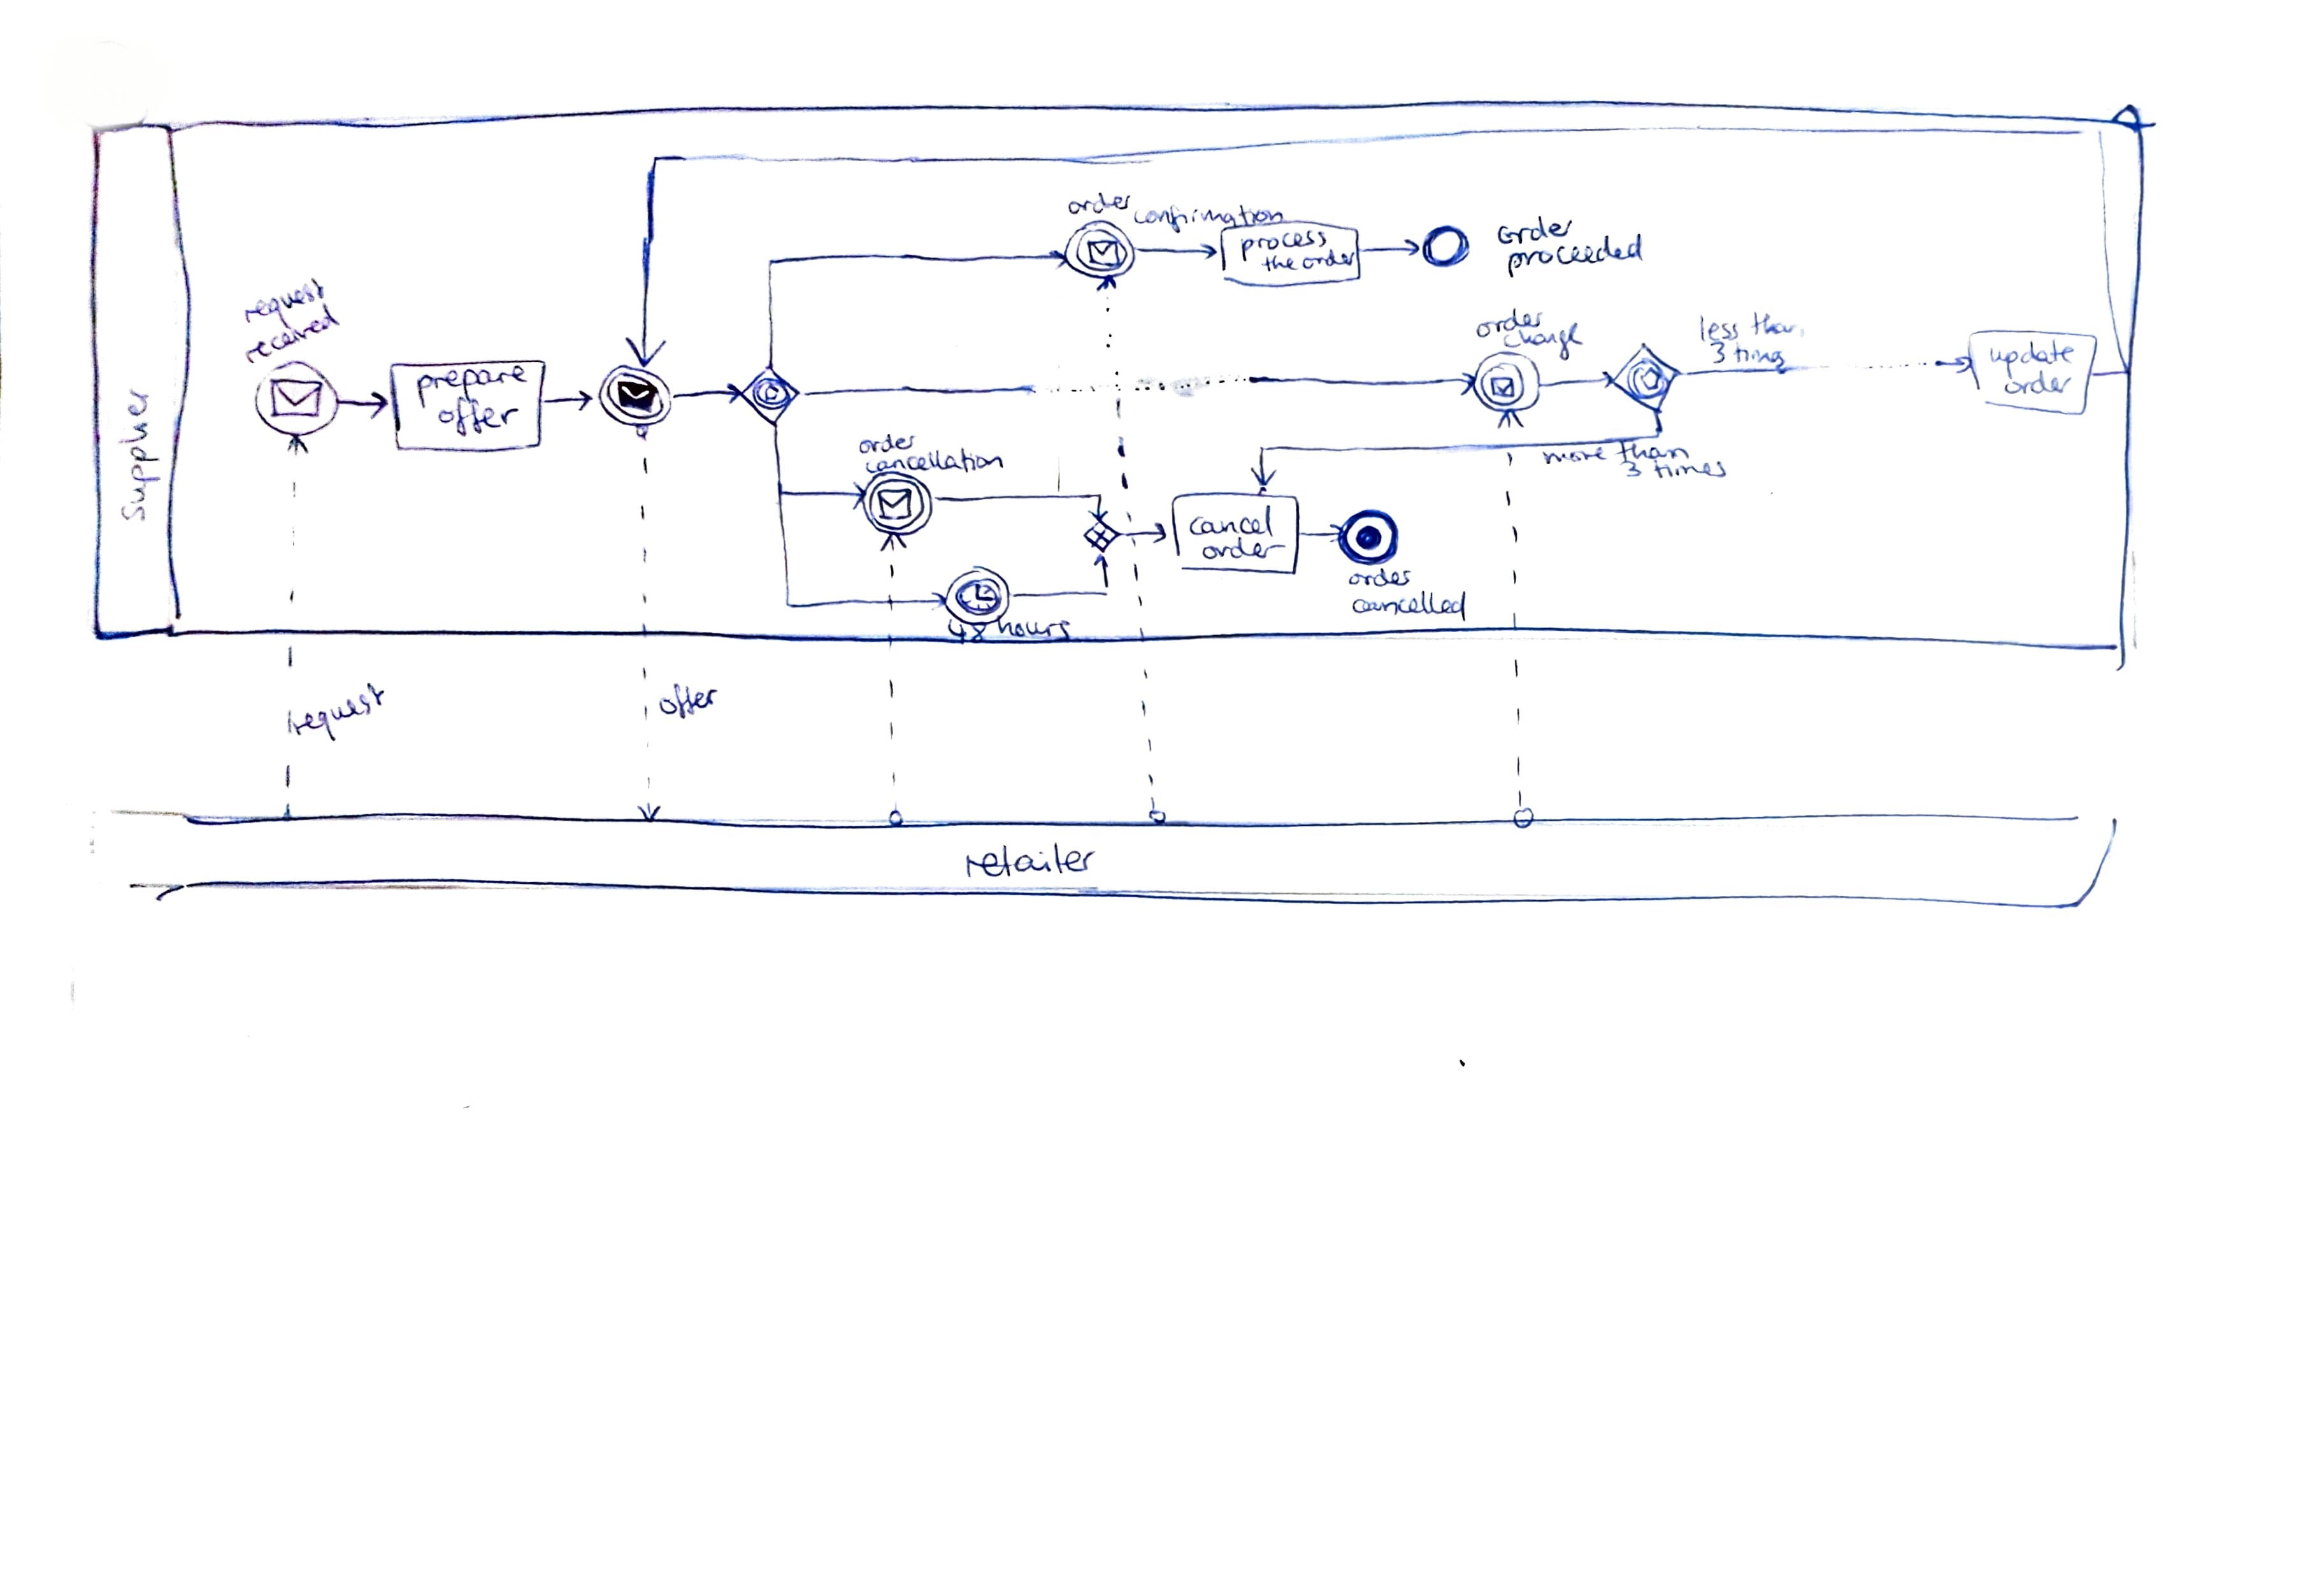 Supplier
request
received
prepare
offer
order
confirmation
process
the order
order
proceeded
order
change
less than
3 times
update
order
order
cancellation
more than
3 times
cancel
order
order
cancelled
48 hours
request
offer
retailer